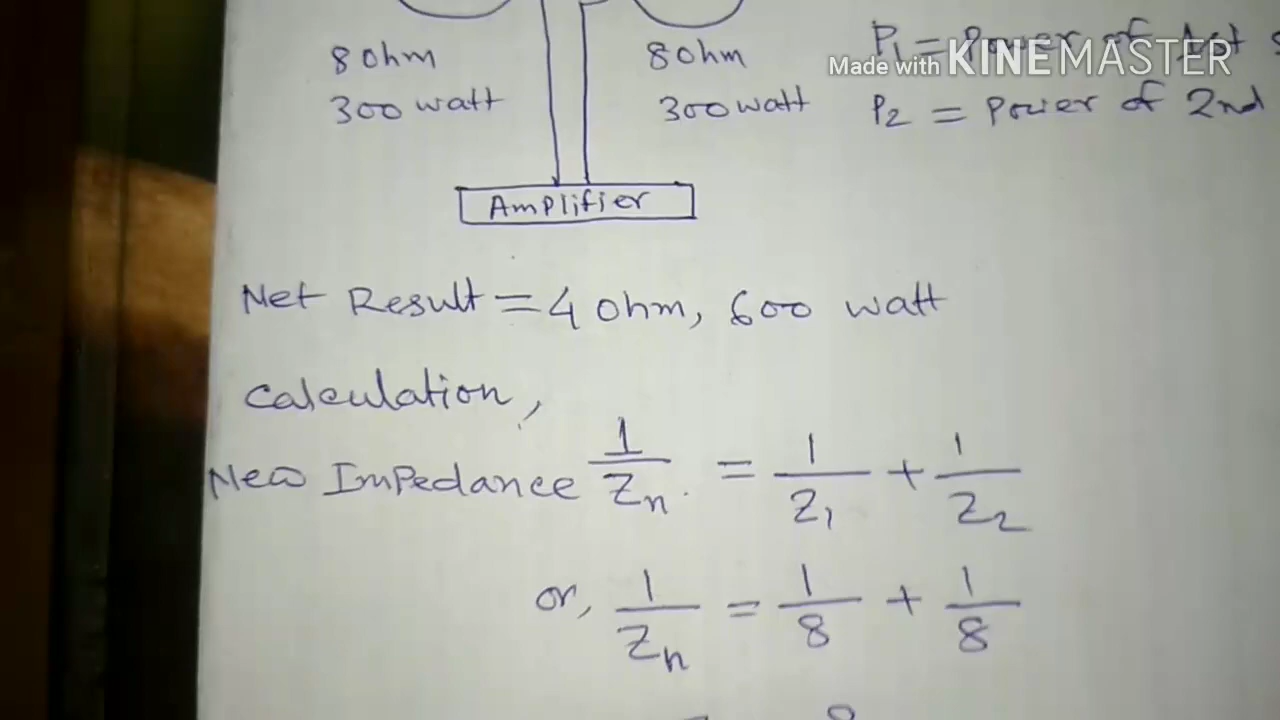 8 Ohm
300 watt
8 Ohm
300 watt
P1 = Power of
P2 = Power of 2nd
Made with KINEMASTER
Amplifier
Net Result = 4 ohm, 600 watt
Calculation,
New Impedance 1/Zn = 1/Z1 + 1/Z2
or, 1/Zn = 1/8 + 1/8